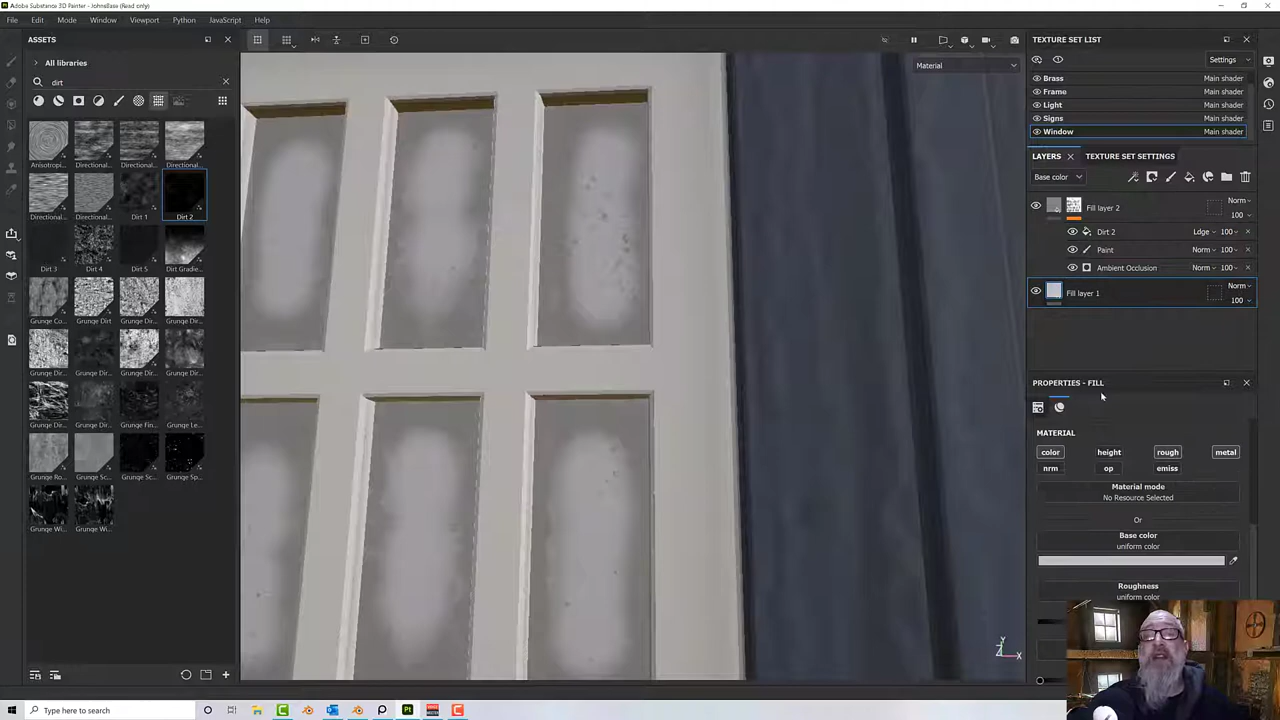 Adobe Substance 3D Painter - JohnsBase (Read only)
File Edit Mode Window Viewport Python JavaScript Help
ASSETS
All libraries
dirt
Anisotropi...
Directional...
Directional...
Directional...
Directional...
Directional...
Dirt 1
Dirt 2
Dirt 3
Dirt 4
Dirt 5
Dirt Gradie...
Grunge Co...
Grunge Dirt
Grunge Dir...
Grunge Dir...
Grunge Dir...
Grunge Dir...
Grunge Dir...
Grunge Dir...
Grunge Dir...
Grunge Dir...
Grunge Fin...
Grunge Le...
Grunge Ro...
Grunge Sc...
Grunge Sc...
Grunge Sp...
Grunge Wi...
Grunge Wi...
Material
Y
Z X
TEXTURE SET LIST
Settings
Brass Main shader
Frame Main shader
Light Main shader
Signs Main shader
Window Main shader
LAYERS TEXTURE SET SETTINGS
Base color
Fill layer 2 Norm
100
Dirt 2 Ldge 100
Paint Norm 100
Ambient Occlusion Norm 100
Fill layer 1 Norm
100
PROPERTIES - FILL
MATERIAL
color height rough metal
nrm op emiss
Material mode
No Resource Selected
Or
Base color
uniform color
Roughness
uniform color
Type here to search
Pt